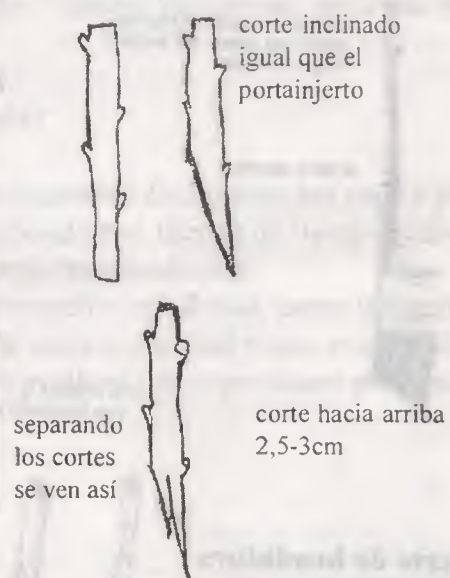 corte inclinado
igual que el
portainjerto
separando
los cortes
se ven así
corte hacia arriba
2,5-3cm